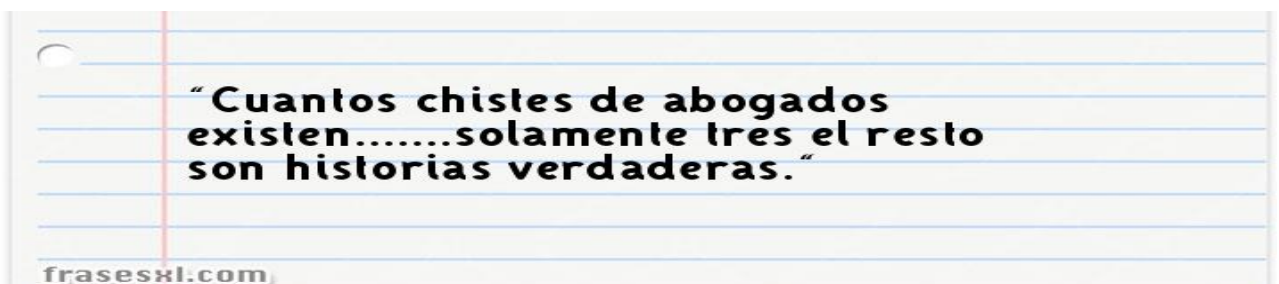 “Cuantos chistes de abogados
existen.......solamente tres el resto
son historias verdaderas.“
frasesxl.com